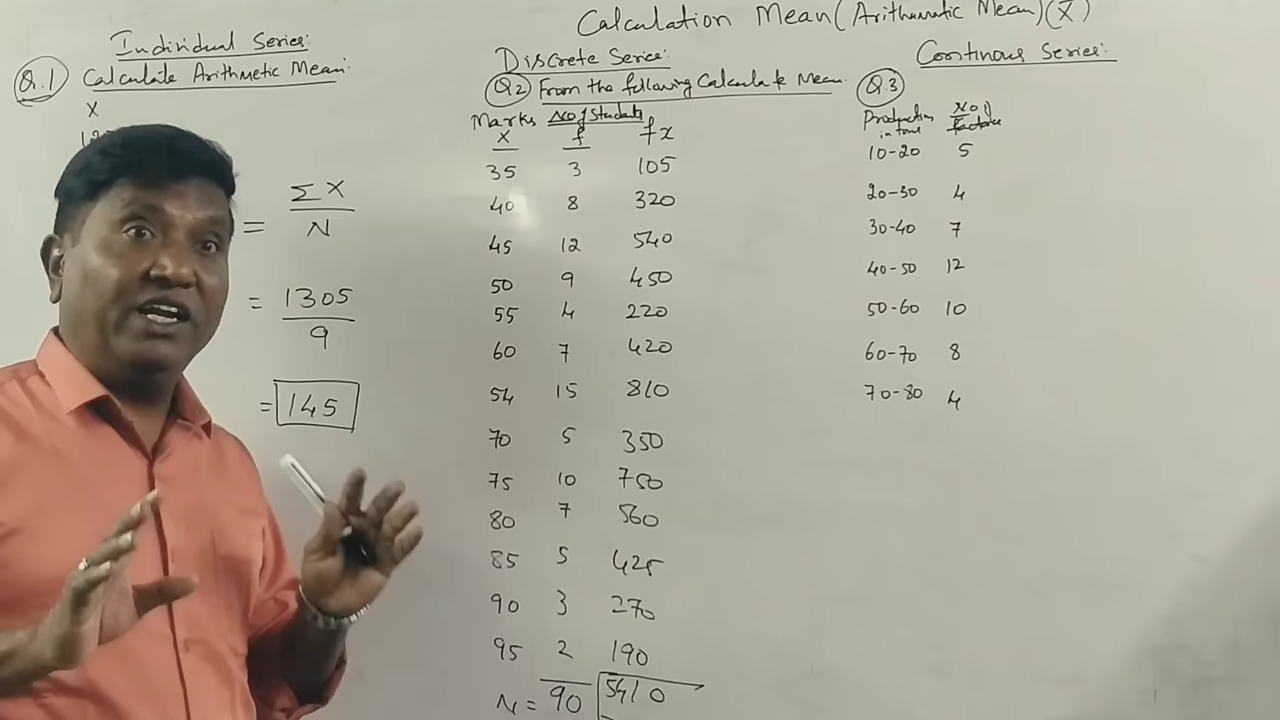 Calculation Mean (Arithamatic Mean) (X̄)
Individual Series:
Q.1 Calculate Arithmetic Mean:
X
= ΣX / N
= 1305 / 9
= 145
Discrete Series:
Q2 From the following Calculate Mean.
Marks No of Students
X f fx
35 3 105
40 8 320
45 12 540
50 9 450
55 4 220
60 7 420
54 15 810
70 5 350
75 10 750
80 7 560
85 5 425
90 3 270
95 2 190
N = 90 5410
Continous Series:
Q.3
Production No of
in tons
10-20 5
20-30 4
30-40 7
40-50 12
50-60 10
60-70 8
70-80 4